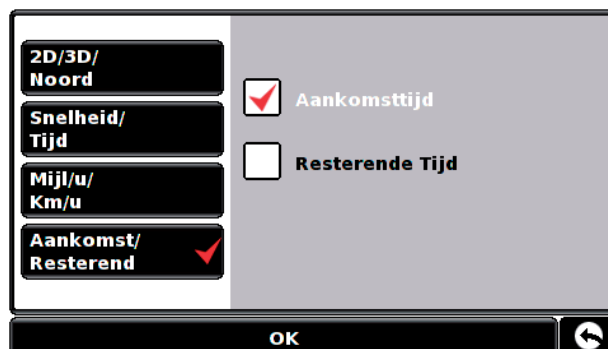 2D/3D/
Noord
Snelheid/
Tijd
Mijl/u/
Km/u
Aankomst/
Resterend
Aankomsttijd
Resterende Tijd
OK